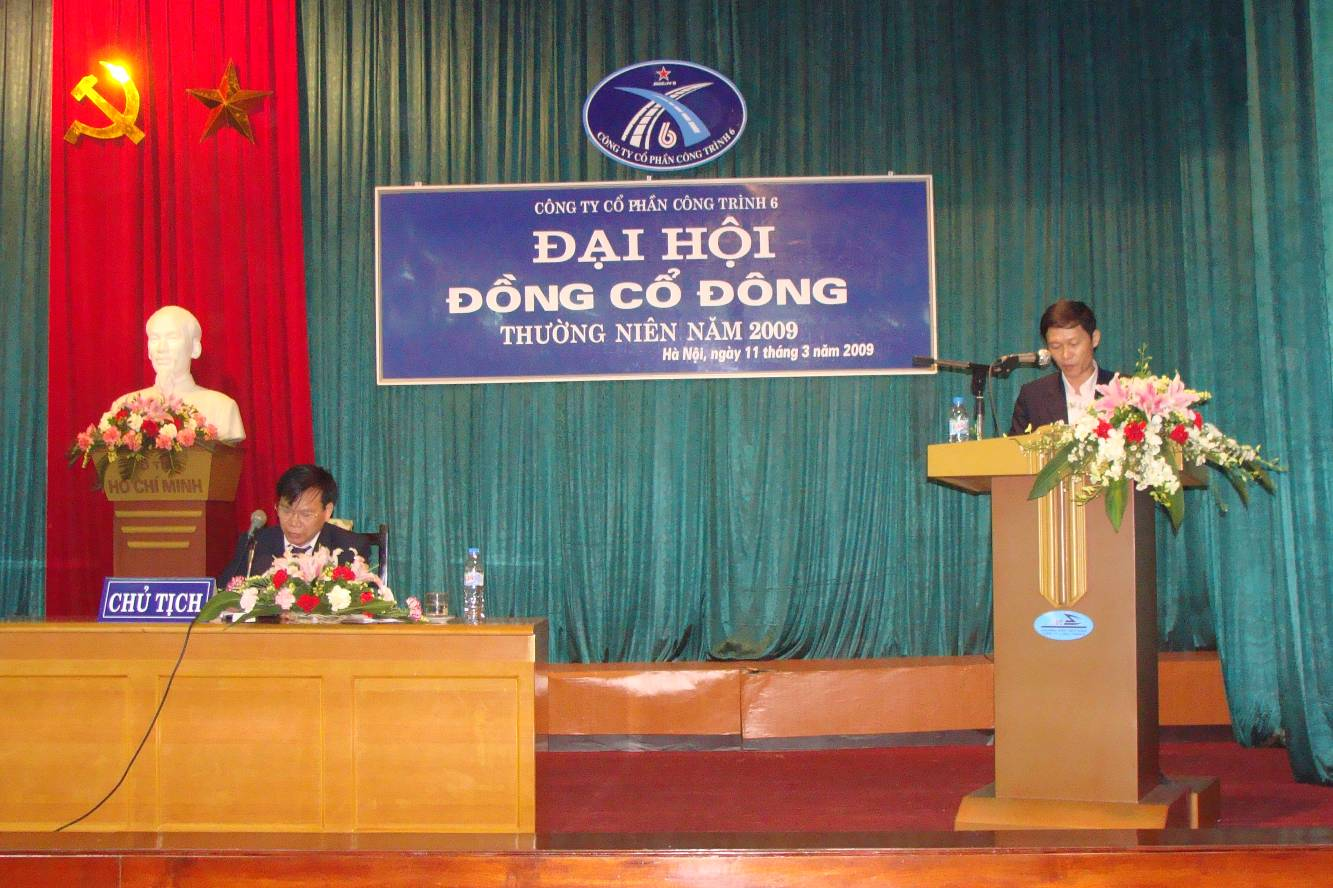 CÔNG TY CỔ PHẦN CÔNG TRÌNH 6
6
CÔNG TY CỔ PHẦN CÔNG TRÌNH 6
ĐẠI HỘI
ĐỒNG CỔ ĐÔNG
THƯỜNG NIÊN NĂM 2009
Hà Nội, ngày 11 tháng 3 năm 2009
HỒ CHÍ MINH
CHỦ TỊCH